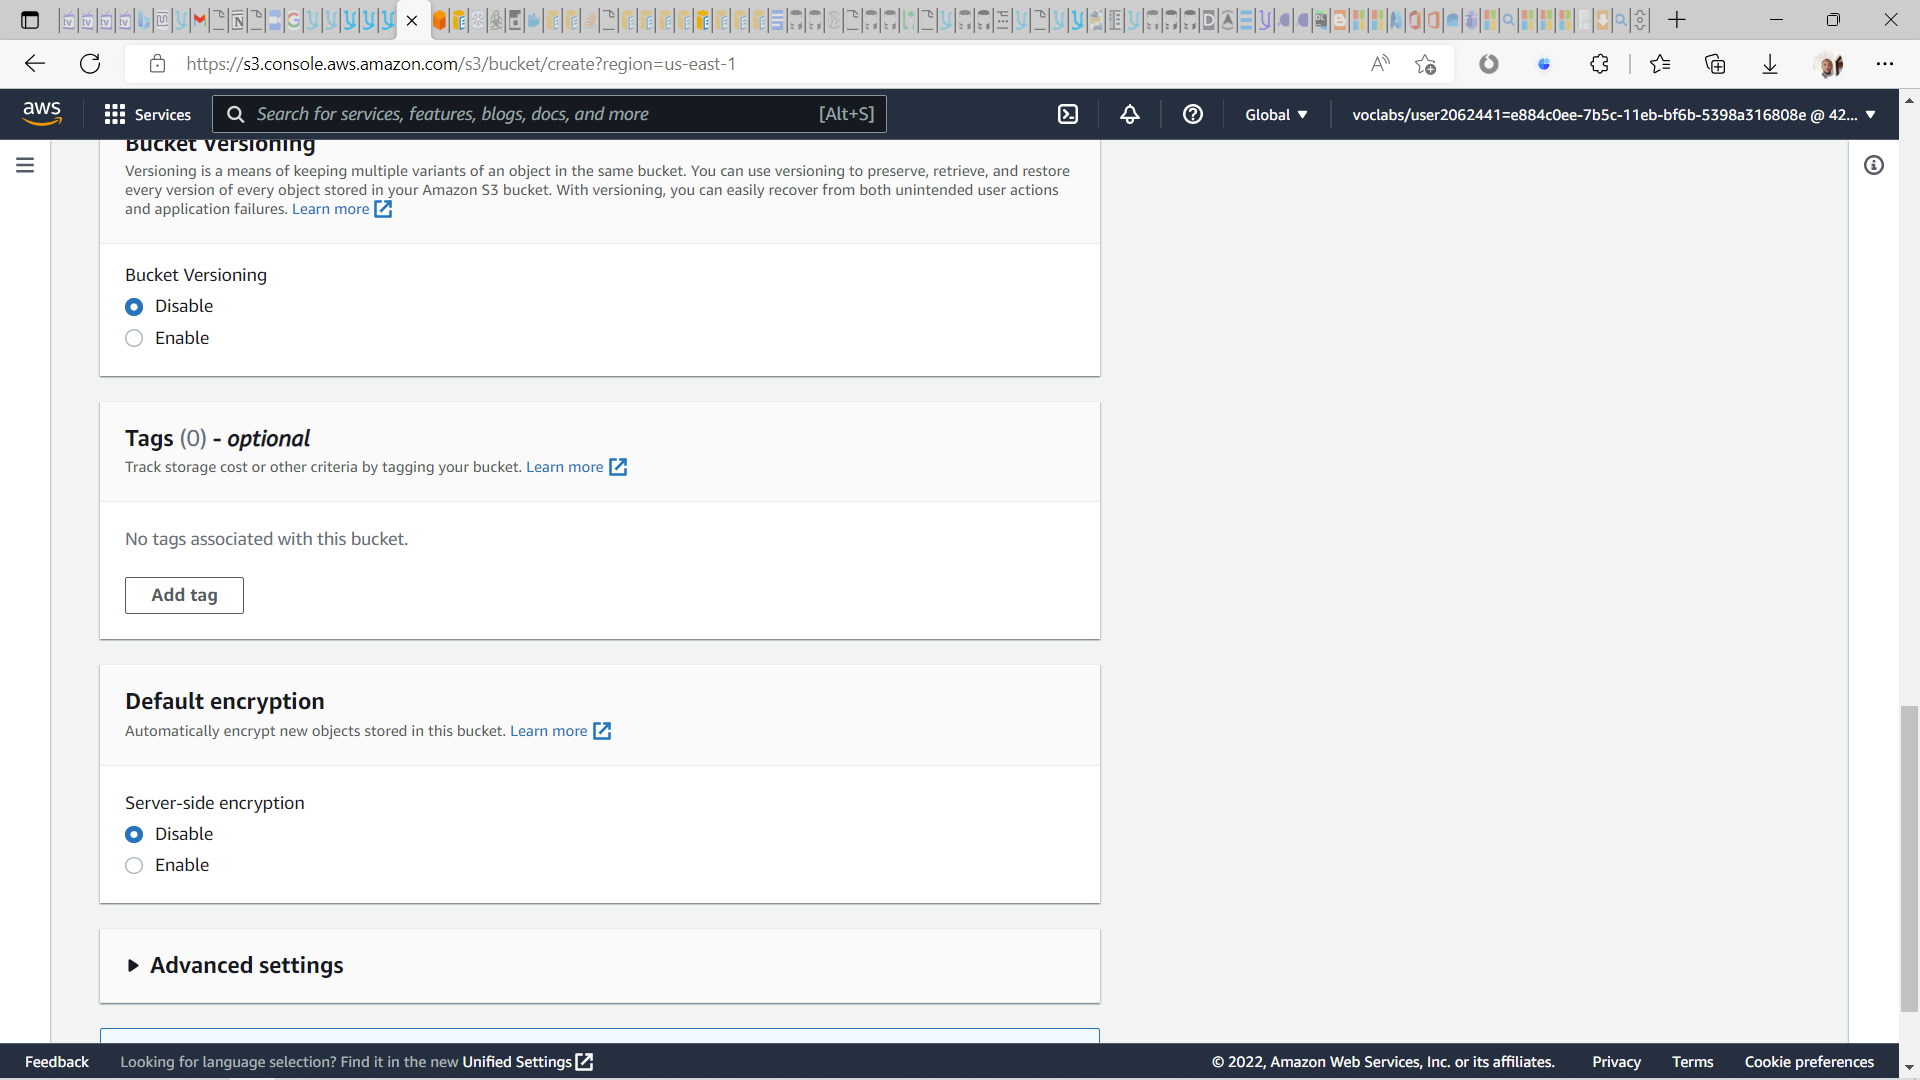 https://s3.console.aws.amazon.com/s3/bucket/create?region=us-east-1
aws
Services
Search for services, features, blogs, docs, and more
[Alt+S]
Global
voclabs/user2062441=e884c0ee-7b5c-11eb-bf6b-5398a316808e @ 42...
Bucket Versioning
Versioning is a means of keeping multiple variants of an object in the same bucket. You can use versioning to preserve, retrieve, and restore
every version of every object stored in your Amazon S3 bucket. With versioning, you can easily recover from both unintended user actions
and application failures. Learn more
Bucket Versioning
Disable
Enable
Tags (0) - optional
Track storage cost or other criteria by tagging your bucket. Learn more
No tags associated with this bucket.
Add tag
Default encryption
Automatically encrypt new objects stored in this bucket. Learn more
Server-side encryption
Disable
Enable
Advanced settings
Feedback
Looking for language selection? Find it in the new Unified Settings
© 2022, Amazon Web Services, Inc. or its affiliates.
Privacy
Terms
Cookie preferences